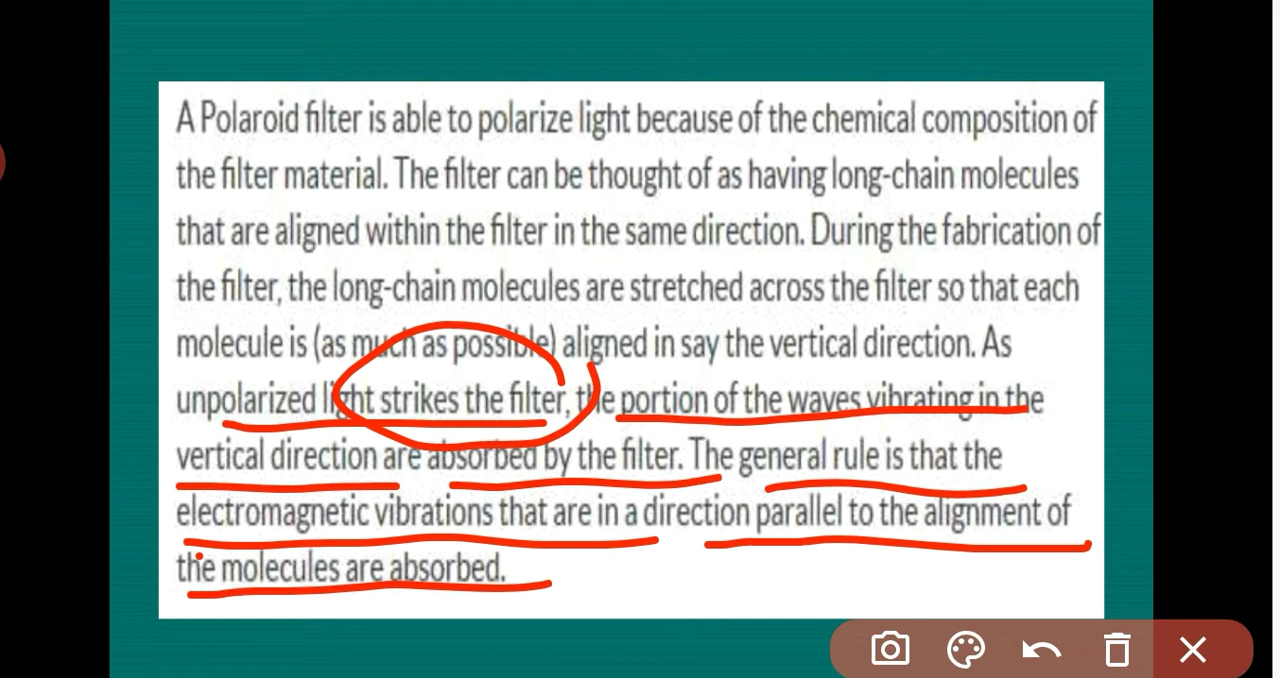 A Polaroid filter is able to polarize light because of the chemical composition of
the filter material. The filter can be thought of as having long-chain molecules
that are aligned within the filter in the same direction. During the fabrication of
the filter, the long-chain molecules are stretched across the filter so that each
molecule is (as much as possible) aligned in say the vertical direction. As
unpolarized light strikes the filter, the portion of the waves vibrating in the
vertical direction are absorbed by the filter. The general rule is that the
electromagnetic vibrations that are in a direction parallel to the alignment of
the molecules are absorbed.